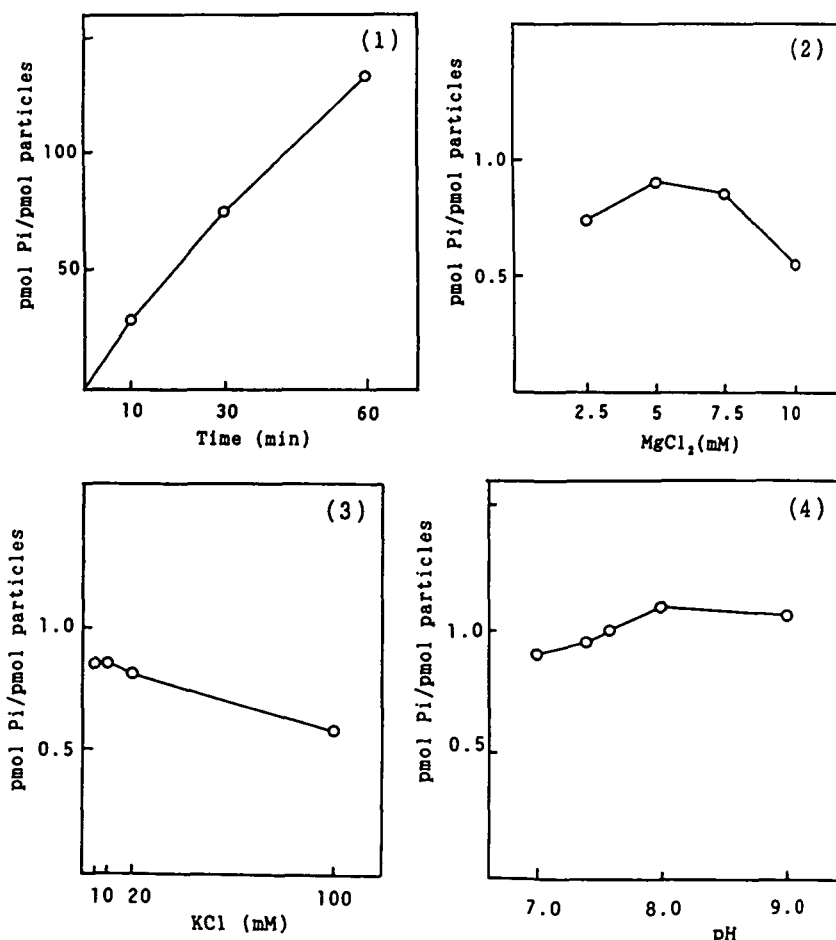 (1)
pmol Pi/pmol particles
100
50
10 30 60
Time (min)
(2)
pmol Pi/pmol particles
1.0
0.5
2.5 5 7.5 10
MgCl₂(mM)
(3)
pmol Pi/pmol particles
1.0
0.5
10 20 100
KCl (mM)
(4)
pmol Pi/pmol particles
1.0
0.5
7.0 8.0 9.0
pH